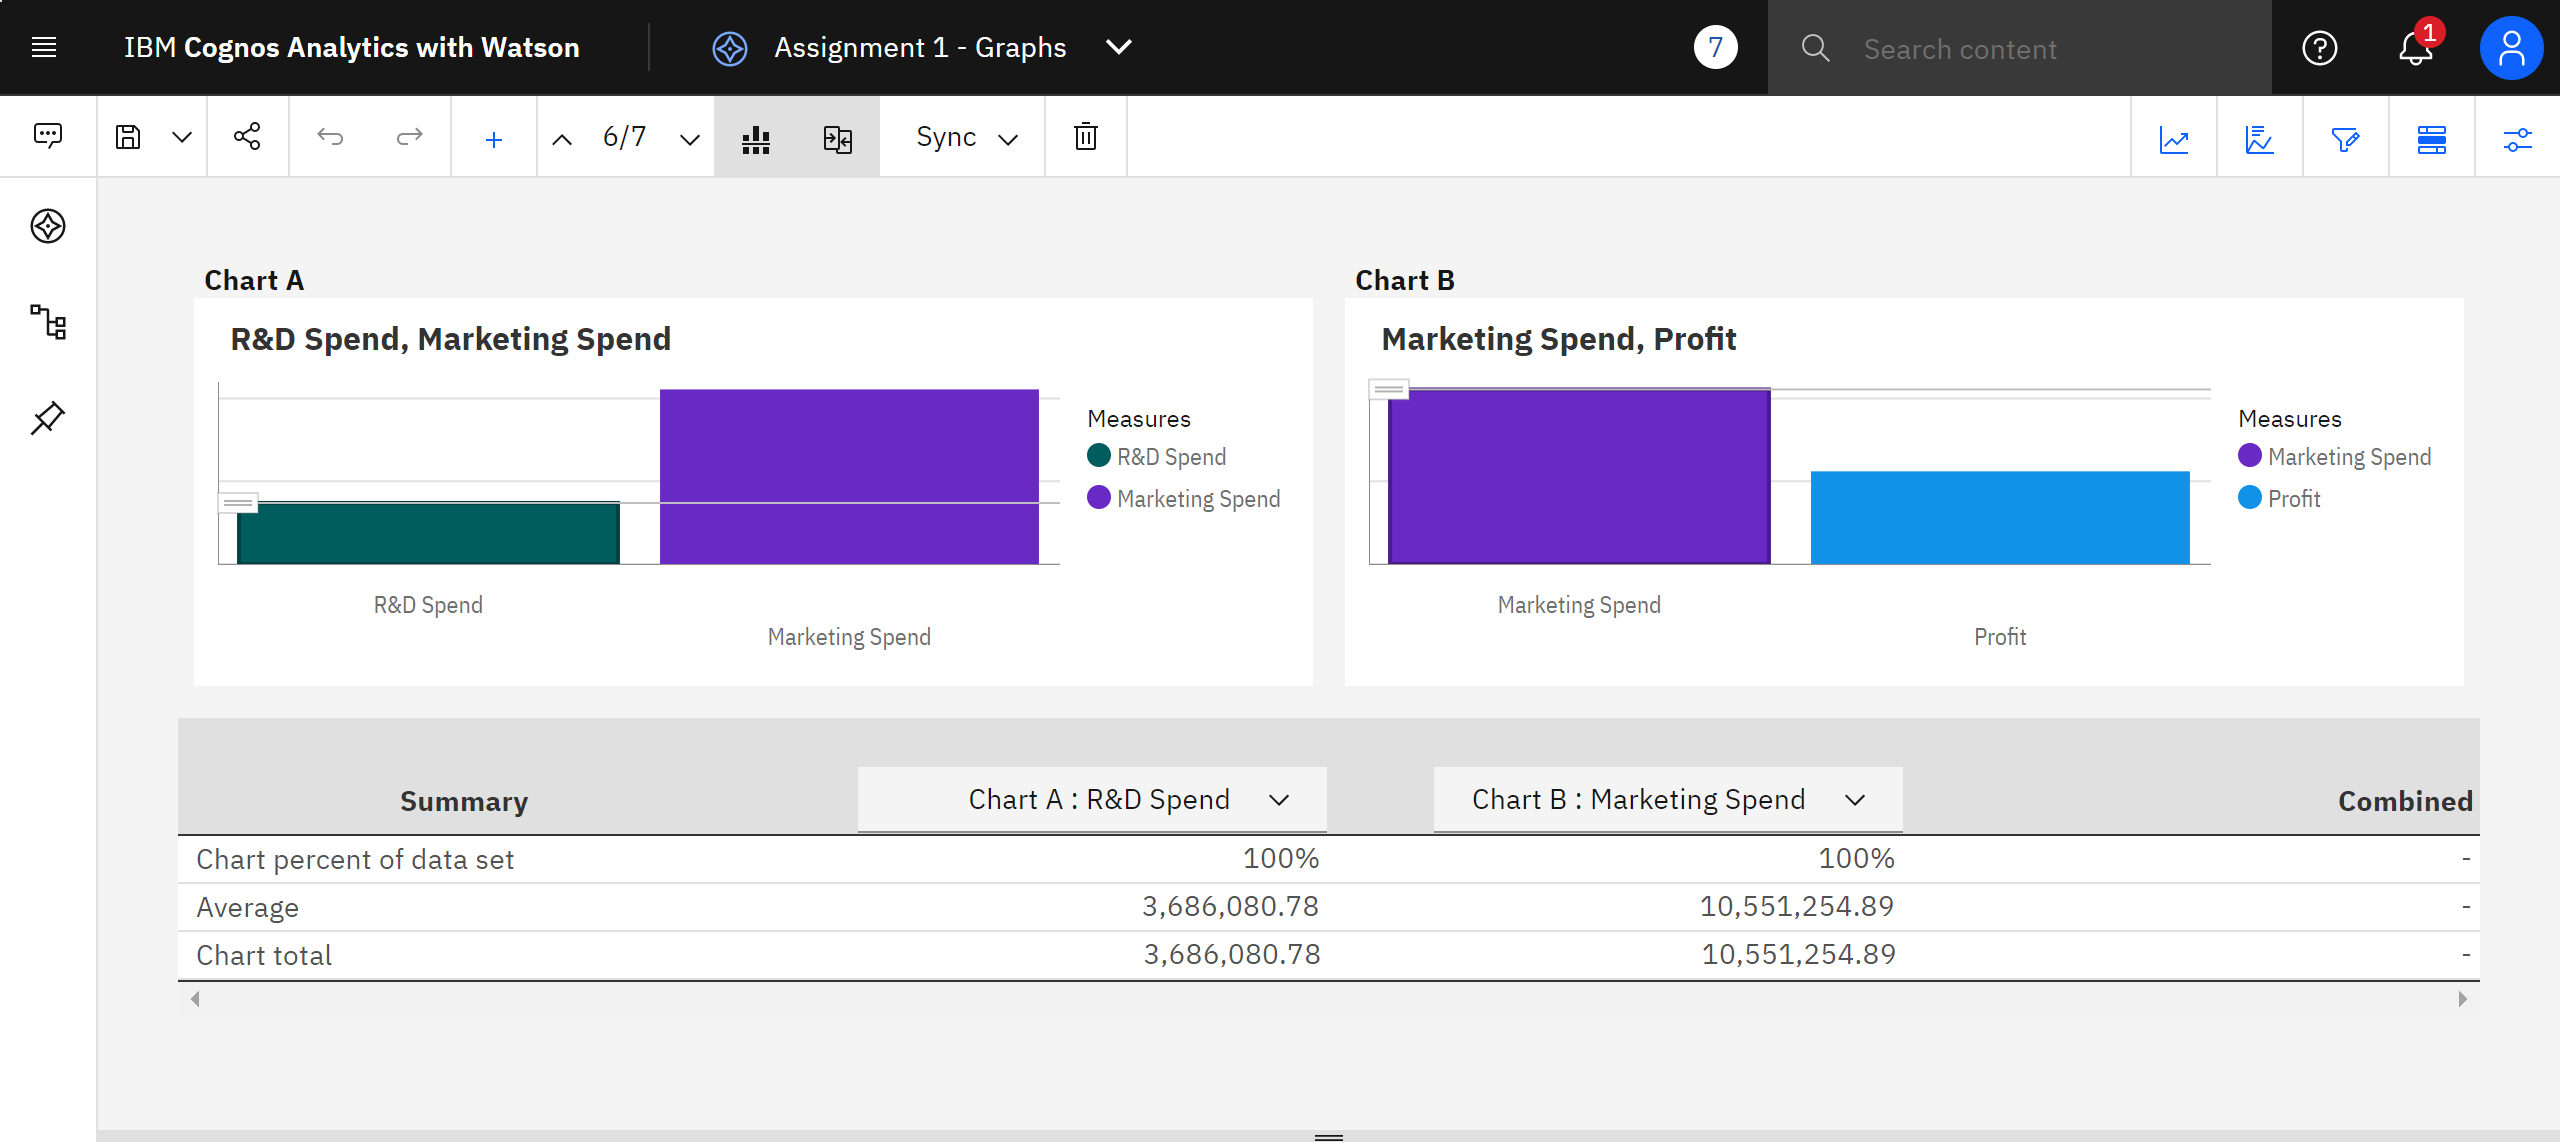 IBM Cognos Analytics with Watson
Assignment 1 - Graphs
7
Search content
1
6/7
Sync
Chart A
R&D Spend, Marketing Spend
Measures
R&D Spend
Marketing Spend
R&D Spend
Marketing Spend
Chart B
Marketing Spend, Profit
Measures
Marketing Spend
Profit
Marketing Spend
Profit
Summary Chart A : R&D Spend Chart B : Marketing Spend Combined
Chart percent of data set 100% 100% -
Average 3,686,080.78 10,551,254.89 -
Chart total 3,686,080.78 10,551,254.89 -